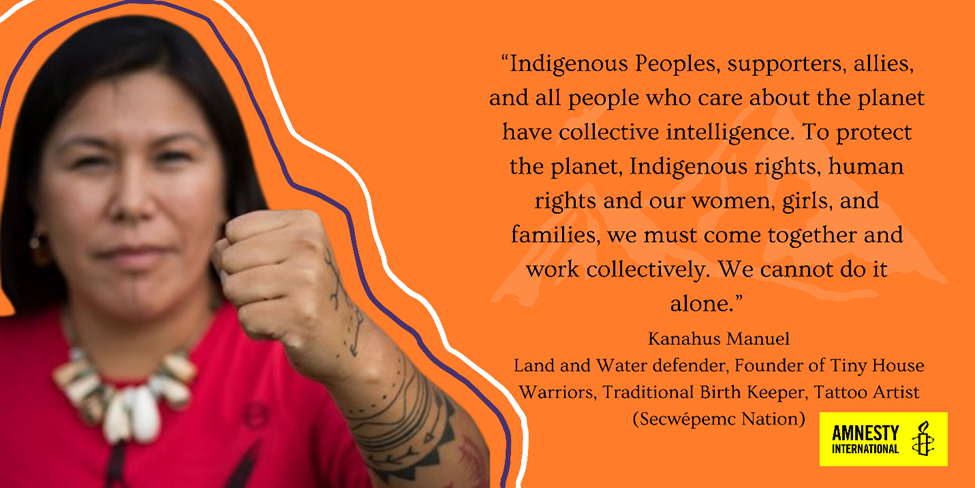 “Indigenous Peoples, supporters, allies,
and all people who care about the planet
have collective intelligence. To protect
the planet, Indigenous rights, human
rights and our women, girls, and
families, we must come together and
work collectively. We cannot do it
alone.”
Kanahus Manuel
Land and Water defender, Founder of Tiny House
Warriors, Traditional Birth Keeper, Tattoo Artist
(Secwépemc Nation)
AMNESTY
INTERNATIONAL